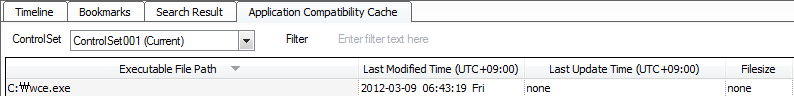 Timeline Bookmarks Search Result Application Compatibility Cache
ControlSet ControlSet001 (Current) Filter Enter filter text here
Executable File Path Last Modified Time (UTC+09:00) Last Update Time (UTC+09:00) Filesize
C:₩wce.exe 2012-03-09 06:43:19 Fri none none